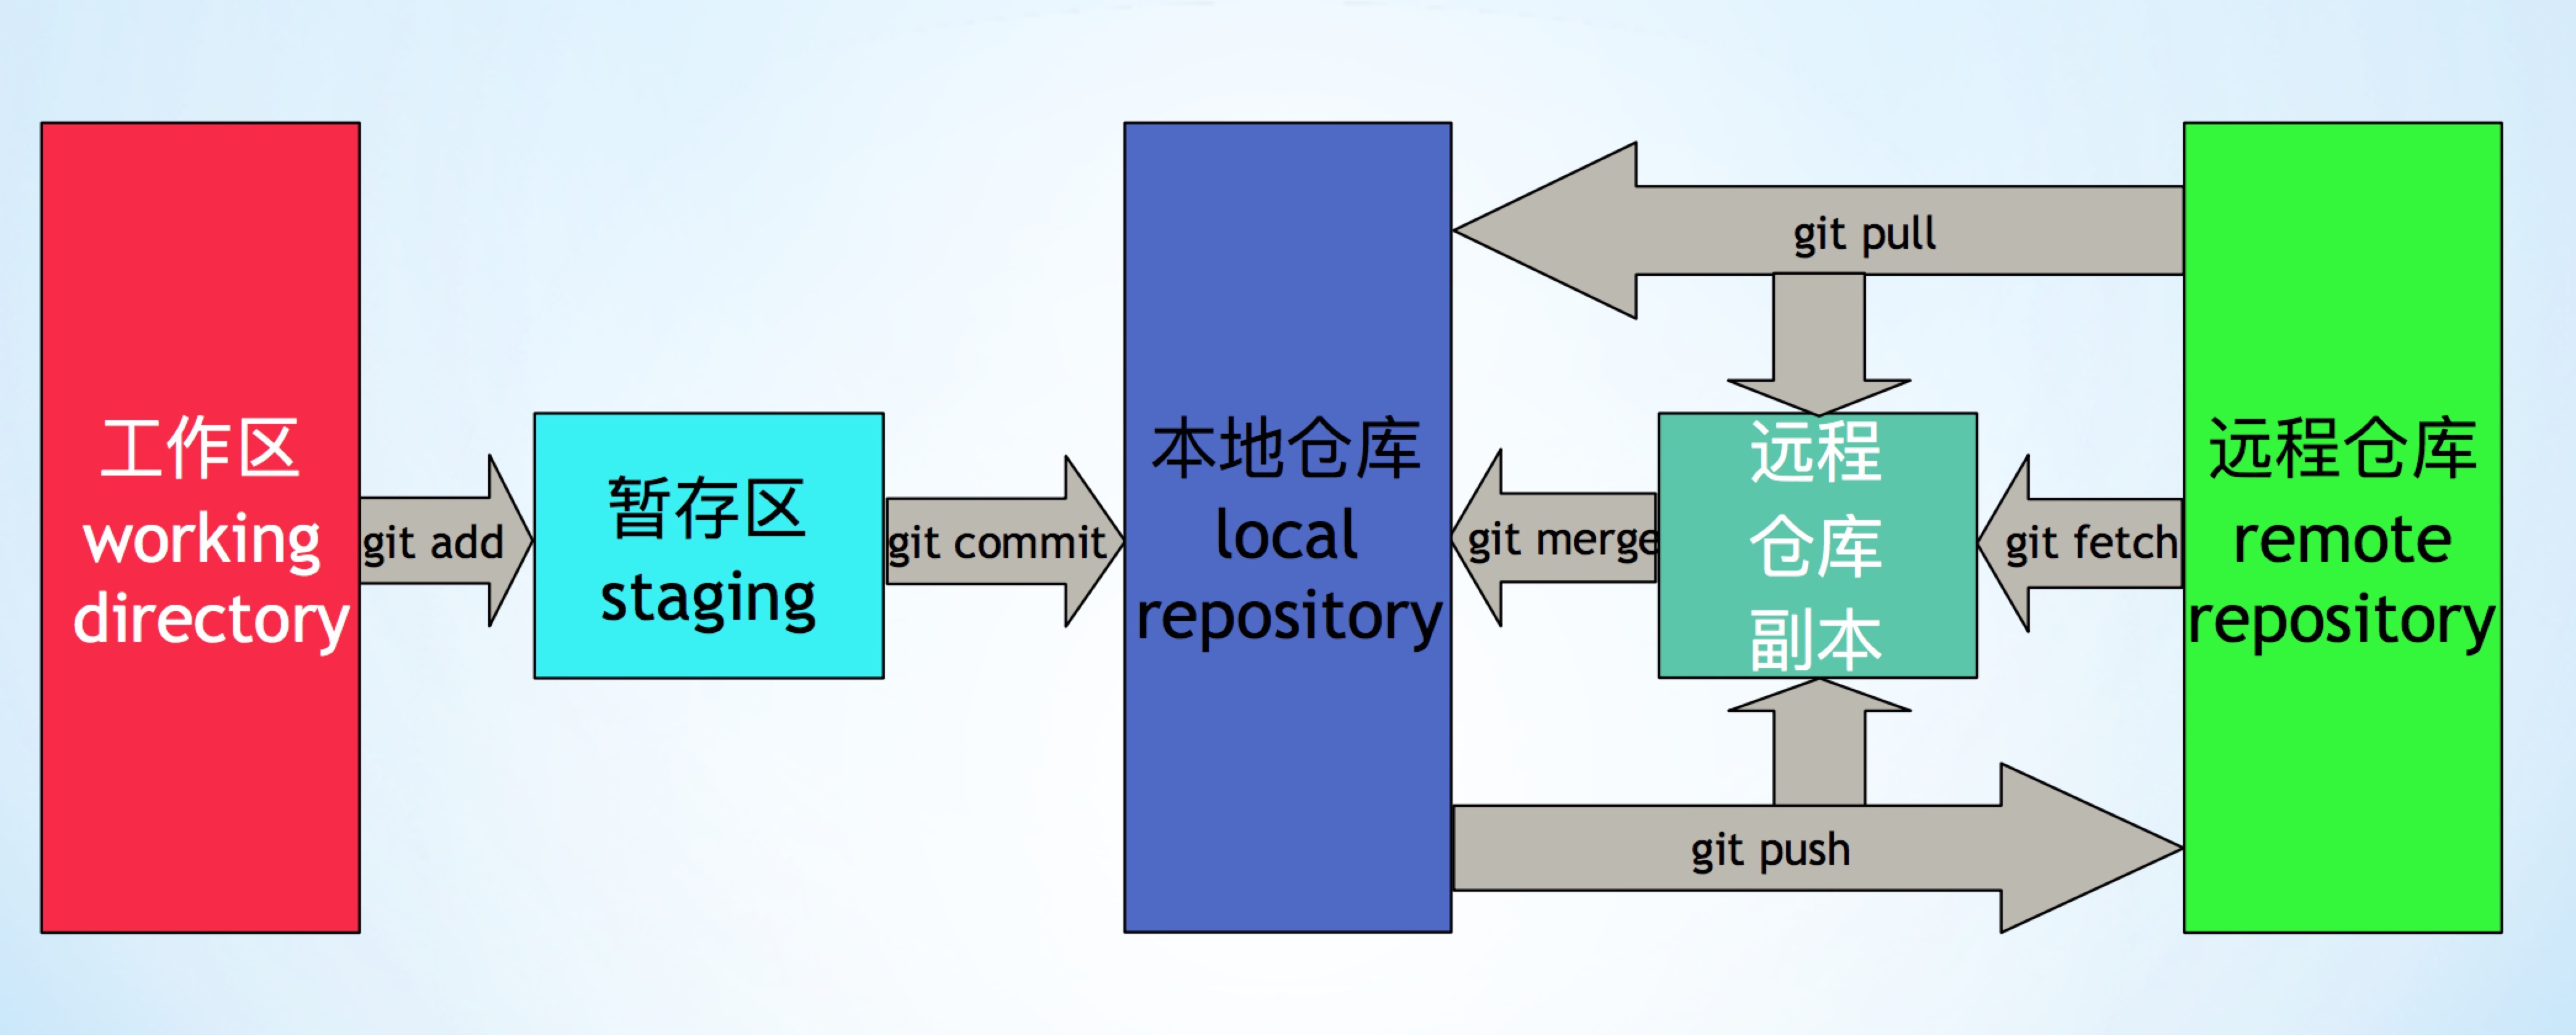 工作区
working
directory
git add
暂存区
staging
git commit
本地仓库
local
repository
git pull
git merge
远程
仓库
副本
git fetch
git push
远程仓库
remote
repository